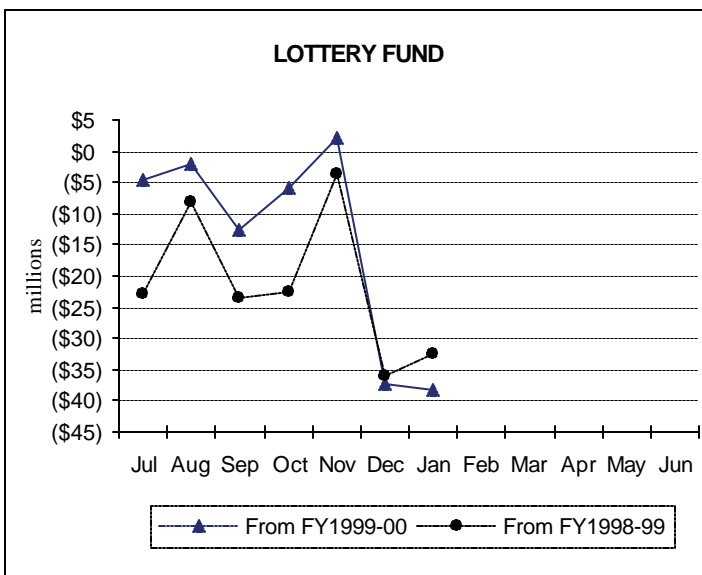 LOTTERY FUND
millions
$5
$0
($5)
($10)
($15)
($20)
($25)
($30)
($35)
($40)
($45)
Jul Aug Sep Oct Nov Dec Jan Feb Mar Apr May Jun
From FY1999-00 From FY1998-99